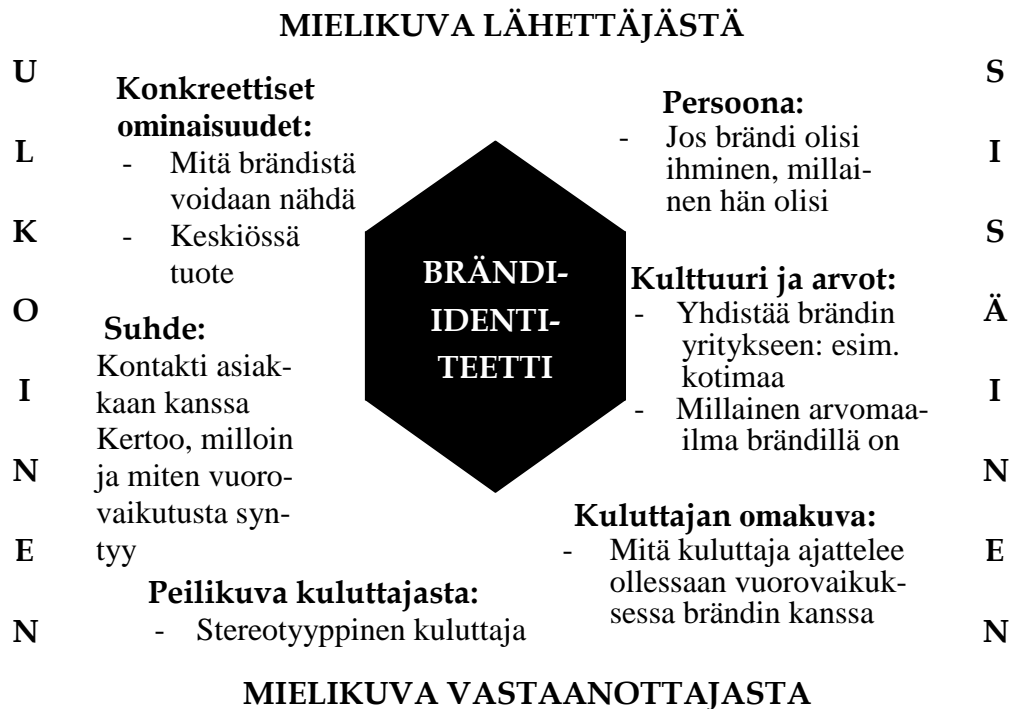 MIELIKUVA LÄHETTÄJÄSTÄ
U
L
K
O
I
N
E
N
Konkreettiset
ominaisuudet:
- Mitä brändistä
voidaan nähdä
- Keskiössä
tuote
Suhde:
Kontakti asiak-
kaan kanssa
Kertoo, milloin
ja miten vuoro-
vaikutusta syn-
tyy
Peilikuva kuluttajasta:
- Stereotyyppinen kuluttaja
BRÄNDI-
IDENTI-
TEETTI
Persoona:
- Jos brändi olisi
ihminen, millai-
nen hän olisi
Kulttuuri ja arvot:
- Yhdistää brändin
yritykseen: esim.
kotimaa
- Millainen arvomaa-
ilma brändillä on
Kuluttajan omakuva:
- Mitä kuluttaja ajattelee
ollessaan vuorovaikuk-
sessa brändin kanssa
S
I
S
Ä
I
N
E
N
MIELIKUVA VASTAANOTTAJASTA